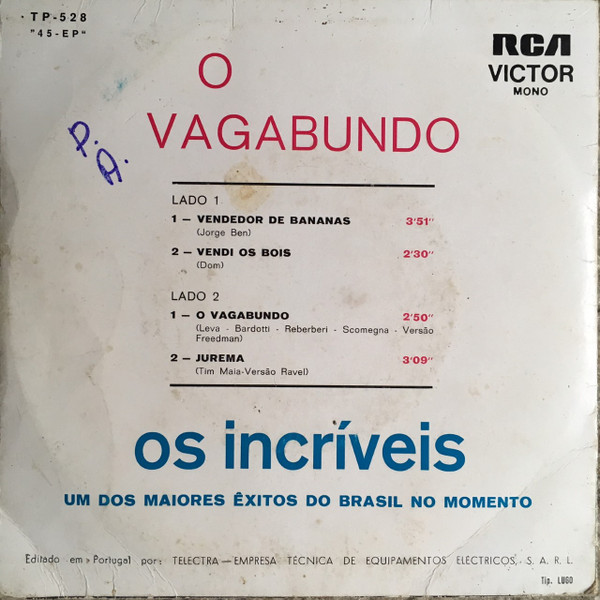 TP-528
"45-EP"
RCA
VICTOR
MONO
O
VAGABUNDO
P. P.
LADO 1
1 — VENDEDOR DE BANANAS 3'51"
(Jorge Ben)
2 — VENDI OS BOIS 2'30"
(Dom)
LADO 2
1 — O VAGABUNDO 2'50"
(Leva - Bardotti - Reberberi - Scomegna - Versão
Freedman)
2 — JUREMA 3'09"
(Tim Maia-Versão Ravel)
os incríveis
UM DOS MAIORES ÊXITOS DO BRASIL NO MOMENTO
Editado em Portugal por: TELECTRA — EMPRESA TÉCNICA DE EQUIPAMENTOS ELÉCTRICOS, S. A. R. L.
Tip. LUGO